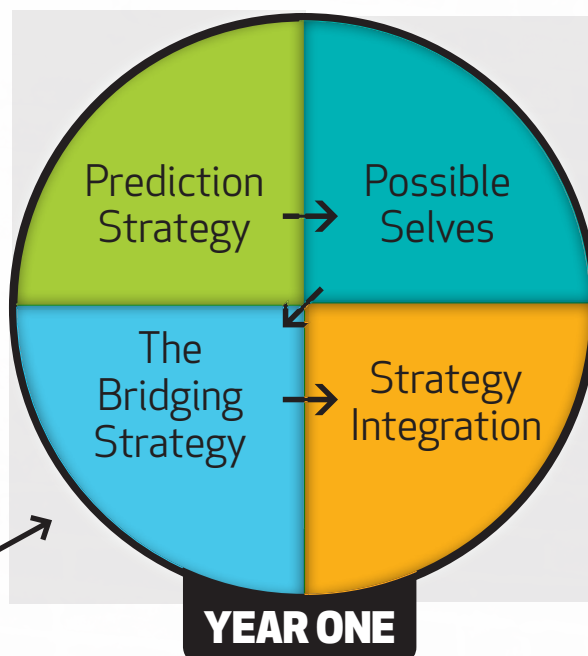 Prediction
Strategy
Possible
Selves
The
Bridging
Strategy
Strategy
Integration
YEAR ONE